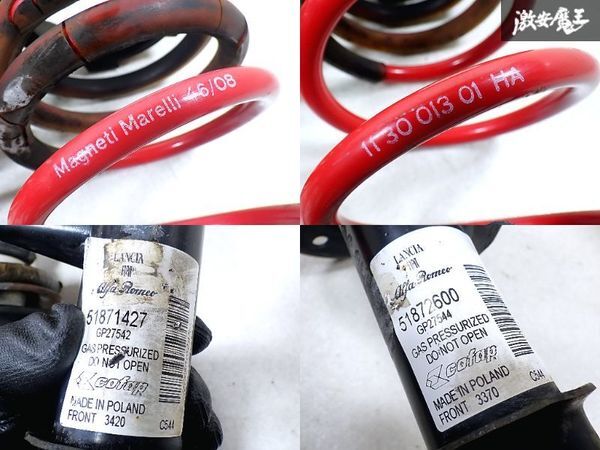 激安魔王
Magneti Marelli 46/08
11 30 013 01 HA
LANCIA
FIAT
Alfa Romeo
51871427
GP27542
GAS PRESSURIZED
DO NOT OPEN
cofap
MADE IN POLAND
FRONT 3420 C544
LANCIA
FIAT
Alfa Romeo
51872600
GP27544
GAS PRESSURIZED
DO NOT OPEN
cofap
MADE IN POLAND
FRONT 3370 C544